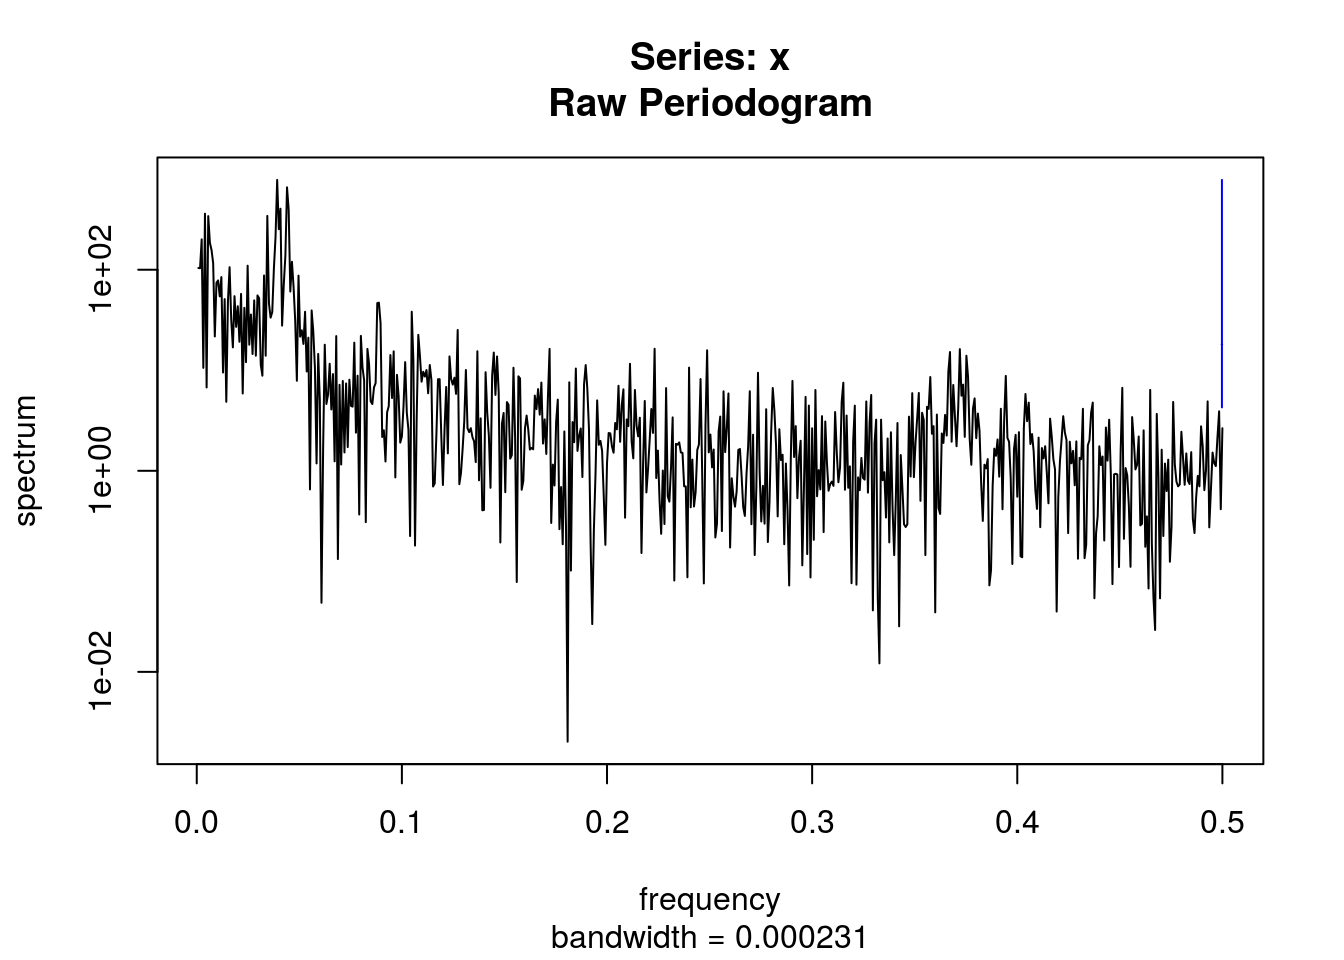 Series: x
Raw Periodogram
spectrum
1e+02
1e+00
1e-02
0.0 0.1 0.2 0.3 0.4 0.5
frequency
bandwidth = 0.000231